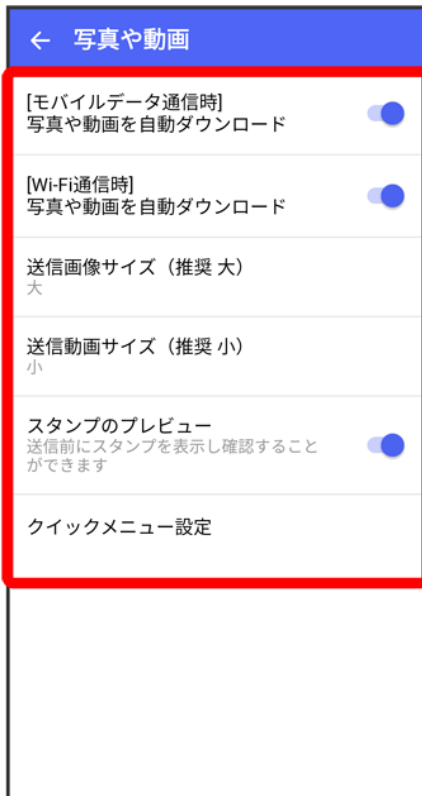 写真や動画
[モバイルデータ通信時]
写真や動画を自動ダウンロード
[Wi-Fi通信時]
写真や動画を自動ダウンロード
送信画像サイズ（推奨 大）
大
送信動画サイズ（推奨 小）
小
スタンプのプレビュー
送信前にスタンプを表示し確認すること
ができます
クイックメニュー設定